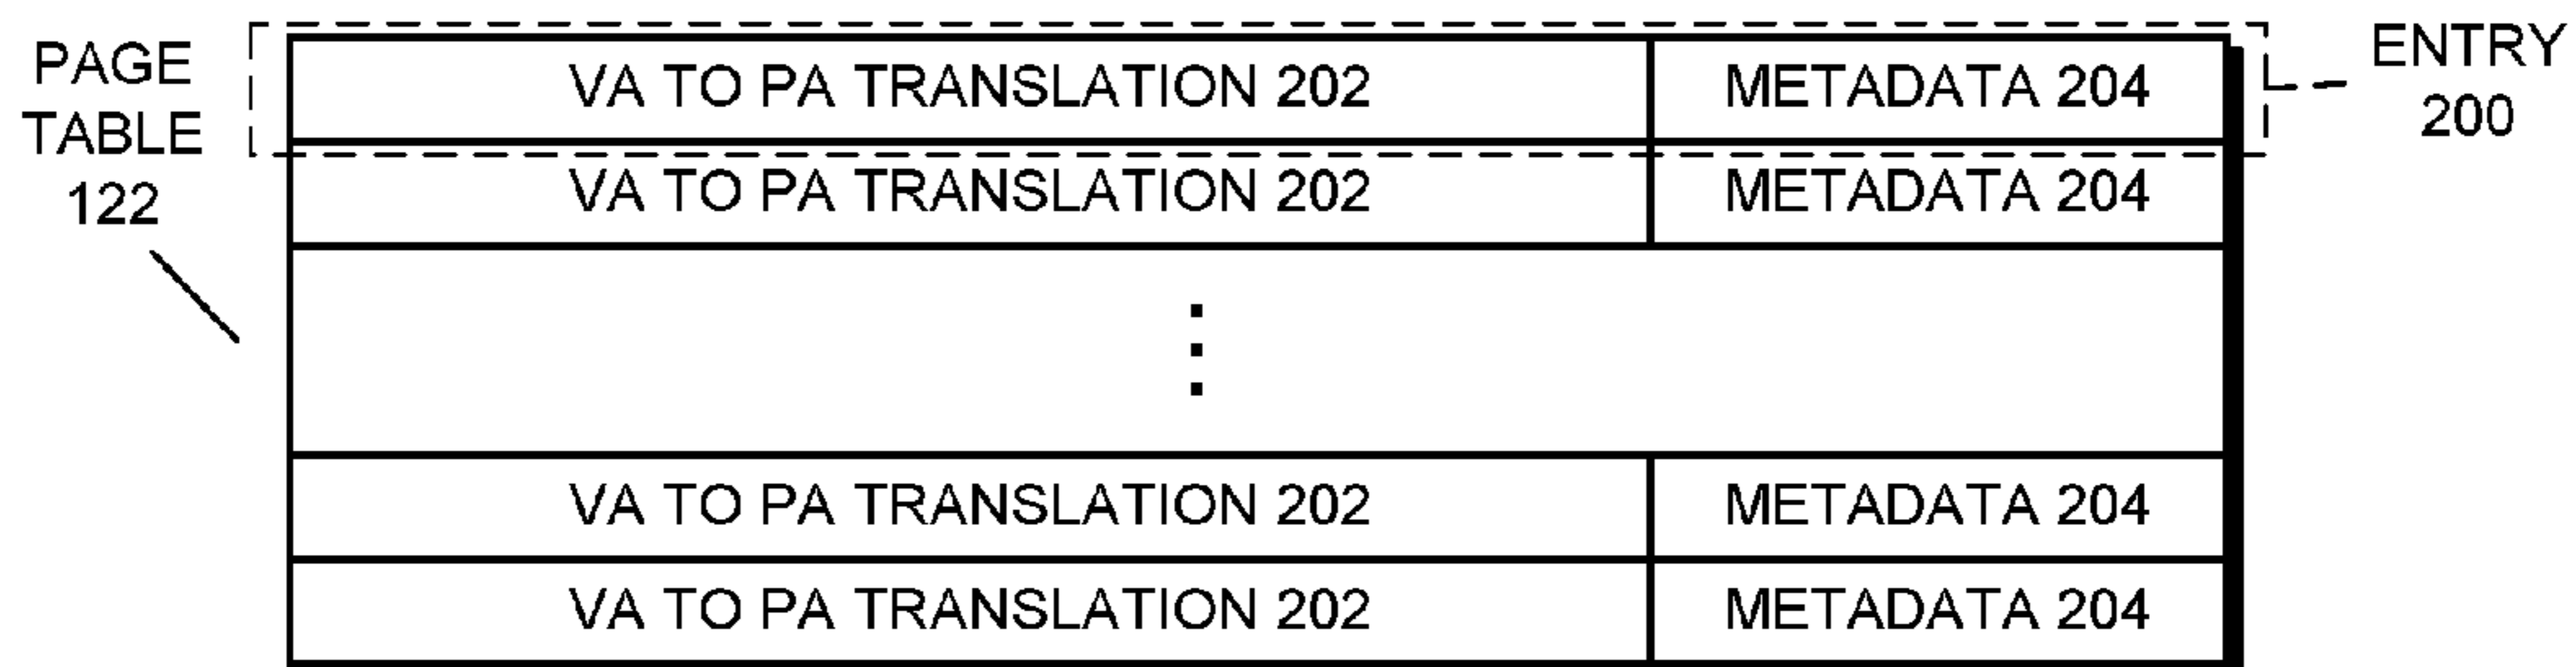 PAGE
TABLE
122
VA TO PA TRANSLATION 202 METADATA 204
ENTRY
200
VA TO PA TRANSLATION 202 METADATA 204
VA TO PA TRANSLATION 202 METADATA 204
VA TO PA TRANSLATION 202 METADATA 204